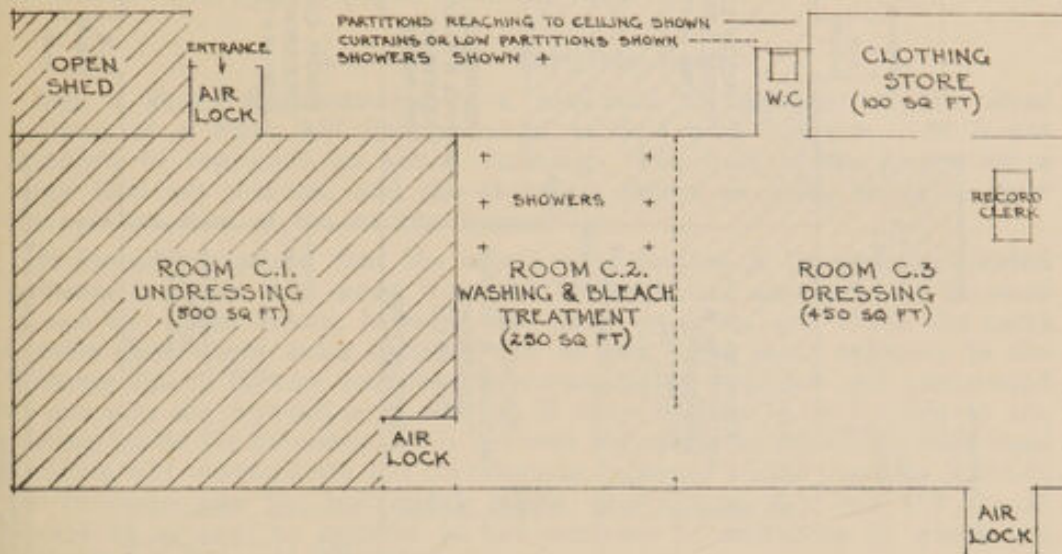 PARTITIONS REACHING TO CEILING SHOWN
CURTAINS OR LOW PARTITIONS SHOWN
SHOWERS SHOWN +
OPEN
SHED
ENTRANCE
AIR
LOCK
W.C
CLOTHING
STORE
(100 SQ FT)
SHOWERS
RECORD
CLERK
ROOM C.1.
UNDRESSING
(500 SQ FT)
ROOM C.2.
WASHING & BLEACH
TREATMENT
(250 SQ FT)
ROOM C.3
DRESSING
(450 SQ FT)
AIR
LOCK
AIR
LOCK